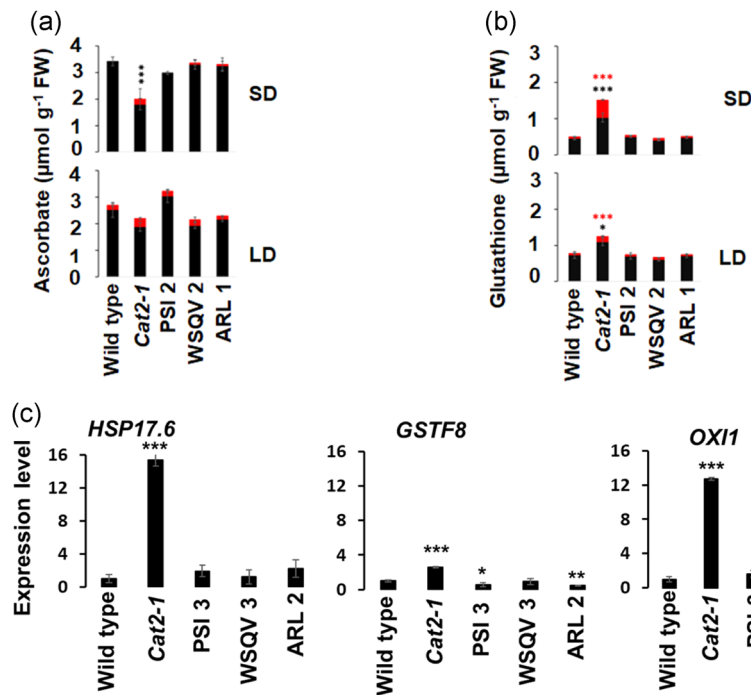 (a)
Ascorbate (µmol g⁻¹ FW)
4
3
2
1
0
***
SD
4
3
2
1
0
LD
Wild type
Cat2-1
PSI 2
WSQV 2
ARL 1
(b)
Glutathione (µmol g⁻¹ FW)
3
2
1
0
***
***
SD
3
2
1
0
***
*
LD
Wild type
Cat2-1
PSI 2
WSQV 2
ARL 1
(c)
Expression level
HSP17.6
16
12
8
4
0
***
Wild type
Cat2-1
PSI 3
WSQV 3
ARL 2
GSTF8
16
12
8
4
0
***
*
**
Wild type
Cat2-1
PSI 3
WSQV 3
ARL 2
OXI1
16
12
8
4
0
***
Wild type
Cat2-1